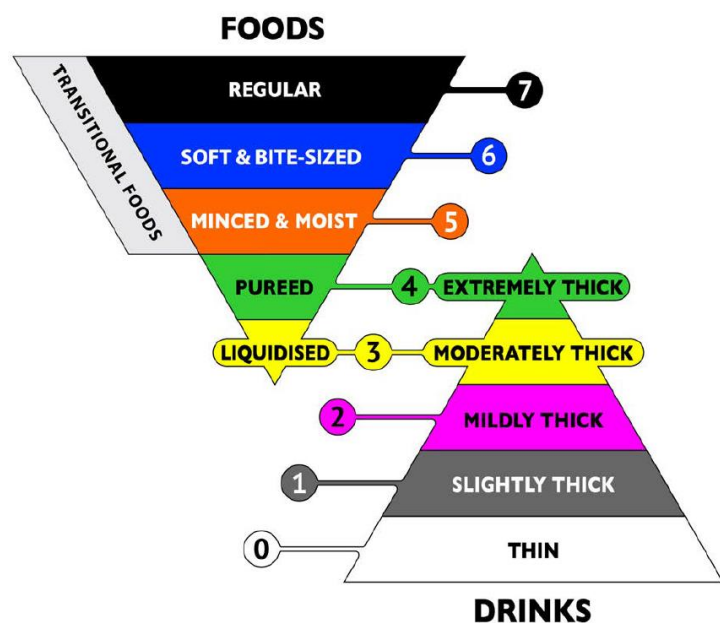 FOODS
TRANSITIONAL FOODS
REGULAR
7
SOFT & BITE-SIZED
6
MINCED & MOIST
5
PUREED
4
EXTREMELY THICK
LIQUIDISED
3
MODERATELY THICK
2
MILDLY THICK
1
SLIGHTLY THICK
0
THIN
DRINKS